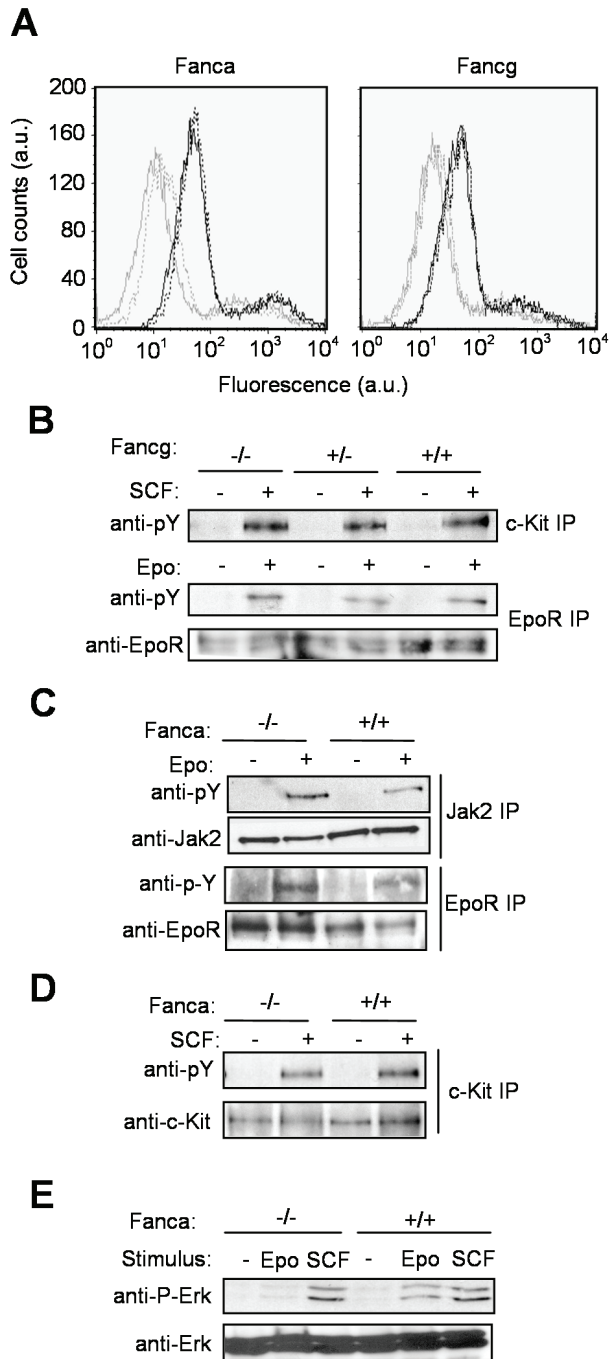 A
Fanca Fancg
Cell counts (a.u.)
200
160
120
80
40
0
10⁰ 10¹ 10² 10³ 10⁴ 10⁰ 10¹ 10² 10³ 10⁴
Fluorescence (a.u.)
B
Fancg: -/- +/- +/+
SCF: - + - + - +
anti-pY c-Kit IP
Epo: - + - + - +
anti-pY
EpoR IP
anti-EpoR
C
Fanca: -/- +/+
Epo: - + - +
anti-pY
Jak2 IP
anti-Jak2
anti-p-Y
EpoR IP
anti-EpoR
D
Fanca: -/- +/+
SCF: - + - +
anti-pY
c-Kit IP
anti-c-Kit
E
Fanca: -/- +/+
Stimulus: - Epo SCF - Epo SCF
anti-P-Erk
anti-Erk